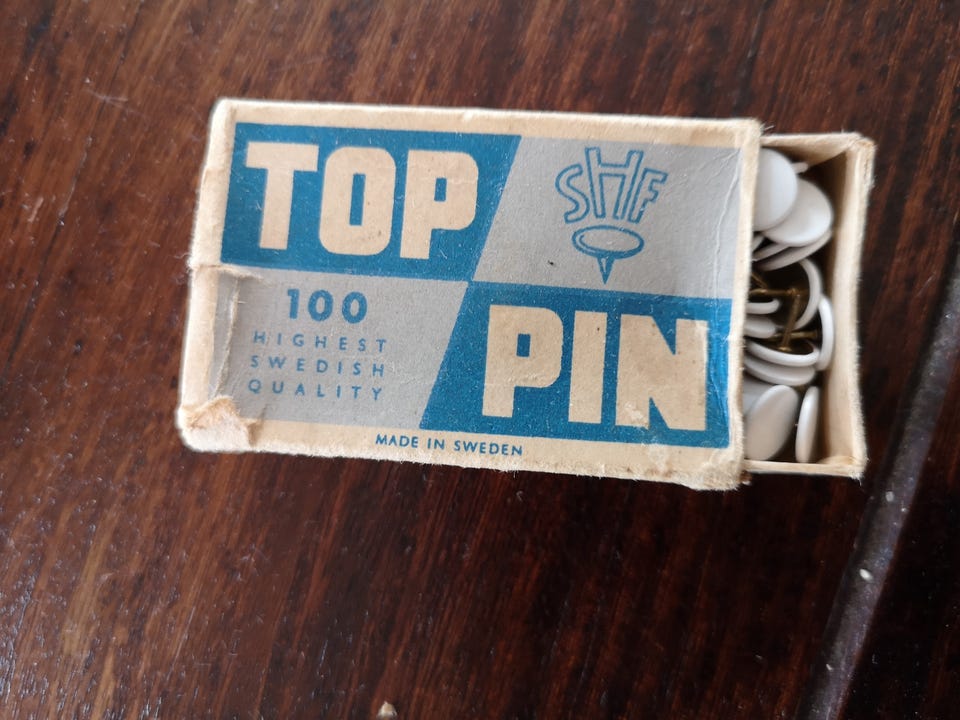 TOP
SHF
100
HIGHEST
SWEDISH
QUALITY
PIN
MADE IN SWEDEN